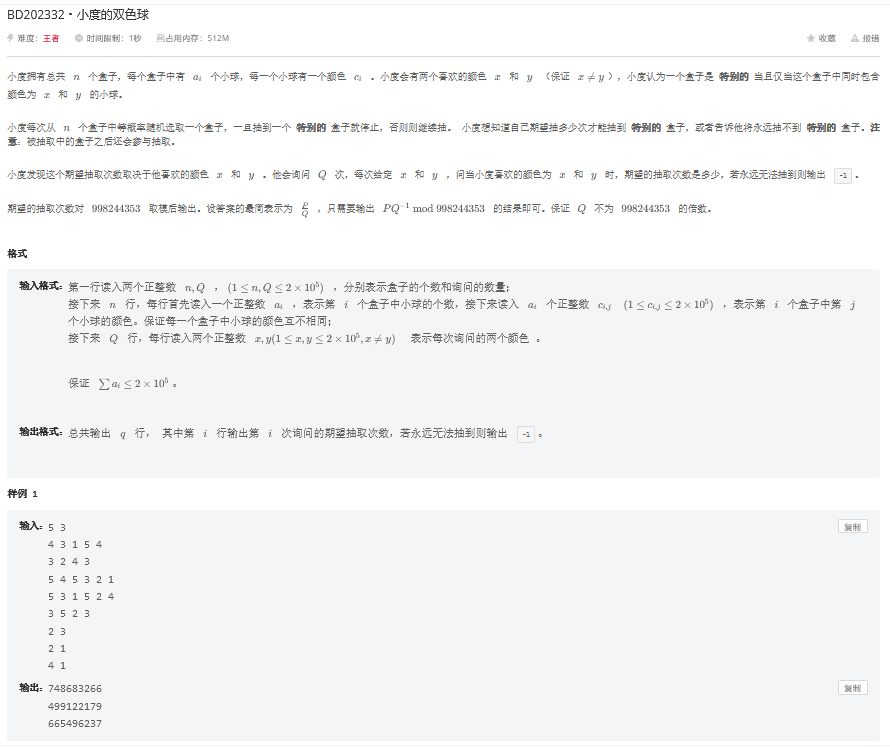 BD202332・小度的双色球
难度：王者 时间限制：1秒 占用内存：512M 收藏 报错
小度拥有总共 n 个盒子，每个盒子中有 a_i 个小球，每一个小球有一个颜色 c_i 。小度会有两个喜欢的颜色 x 和 y （保证 x ≠ y ），小度认为一个盒子是 特别的 当且仅当这个盒子中同时包含
颜色为 x 和 y 的小球。
小度每次从 n 个盒子中等概率随机选取一个盒子，一旦抽到一个 特别的 盒子就停止，否则则继续抽。 小度想知道自己期望抽多少次才能抽到 特别的 盒子，或者告诉他将永远抽不到 特别的 盒子。注
意：被抽取中的盒子之后还会参与抽取。
小度发现这个期望抽取次数取决于他喜欢的颜色 x 和 y 。他会询问 Q 次，每次给定 x 和 y ，问当小度喜欢的颜色为 x 和 y 时，期望的抽取次数是多少，若永远无法抽到则输出 -1 。
期望的抽取次数对 998244353 取模后输出。设答案的最简表示为 P/Q ，只需要输出 PQ^{-1} mod 998244353 的结果即可。保证 Q 不为 998244353 的倍数。
格式
输入格式： 第一行读入两个正整数 n, Q ，（1 ≤ n, Q ≤ 2 × 10^5） ，分别表示盒子的个数和询问的数量；
接下来 n 行，每行首先读入一个正整数 a_i ，表示第 i 个盒子中小球的个数，接下来读入 a_i 个正整数 c_{i,j} （1 ≤ c_{i,j} ≤ 2 × 10^5） ，表示第 i 个盒子中第 j
个小球的颜色。保证每一个盒子中小球的颜色互不相同；
接下来 Q 行，每行读入两个正整数 x, y(1 ≤ x, y ≤ 2 × 10^5, x ≠ y) 表示每次询问的两个颜色 。
保证 ∑ a_i ≤ 2 × 10^5 。
输出格式： 总共输出 q 行， 其中第 i 行输出第 i 次询问的期望抽取次数，若永远无法抽到则输出 -1 。
样例 1
输入： 5 3 复制
4 3 1 5 4
3 2 4 3
5 4 5 3 2 1
5 3 1 5 2 4
3 5 2 3
2 3
2 1
4 1
输出： 748683266 复制
499122179
665496237